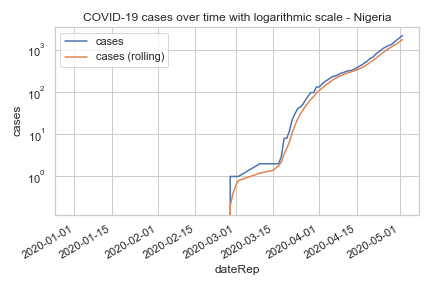 COVID-19 cases over time with logarithmic scale - Nigeria
cases
cases (rolling)
10³
10²
10¹
10⁰
cases
2020-01-01
2020-01-15
2020-02-01
2020-02-15
2020-03-01
2020-03-15
2020-04-01
2020-04-15
2020-05-01
dateRep